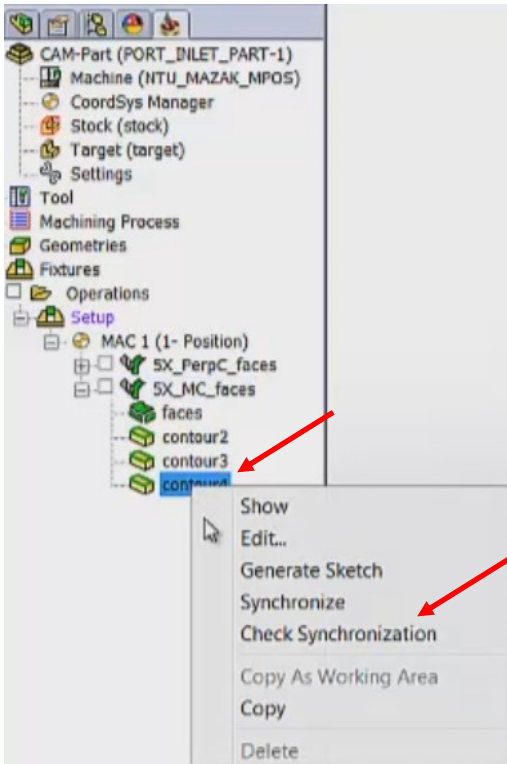 CAM-Part (PORT_INLET_PART-1)
Machine (NTU_MAZAK_MPOS)
CoordSys Manager
Stock (stock)
Target (target)
Settings
Tool
Machining Process
Geometries
Fixtures
Operations
Setup
MAC 1 (1- Position)
5X_PerpC_faces
5X_MC_faces
faces
contour2
contour3
contour4
Show
Edit...
Generate Sketch
Synchronize
Check Synchronization
Copy As Working Area
Copy
Delete